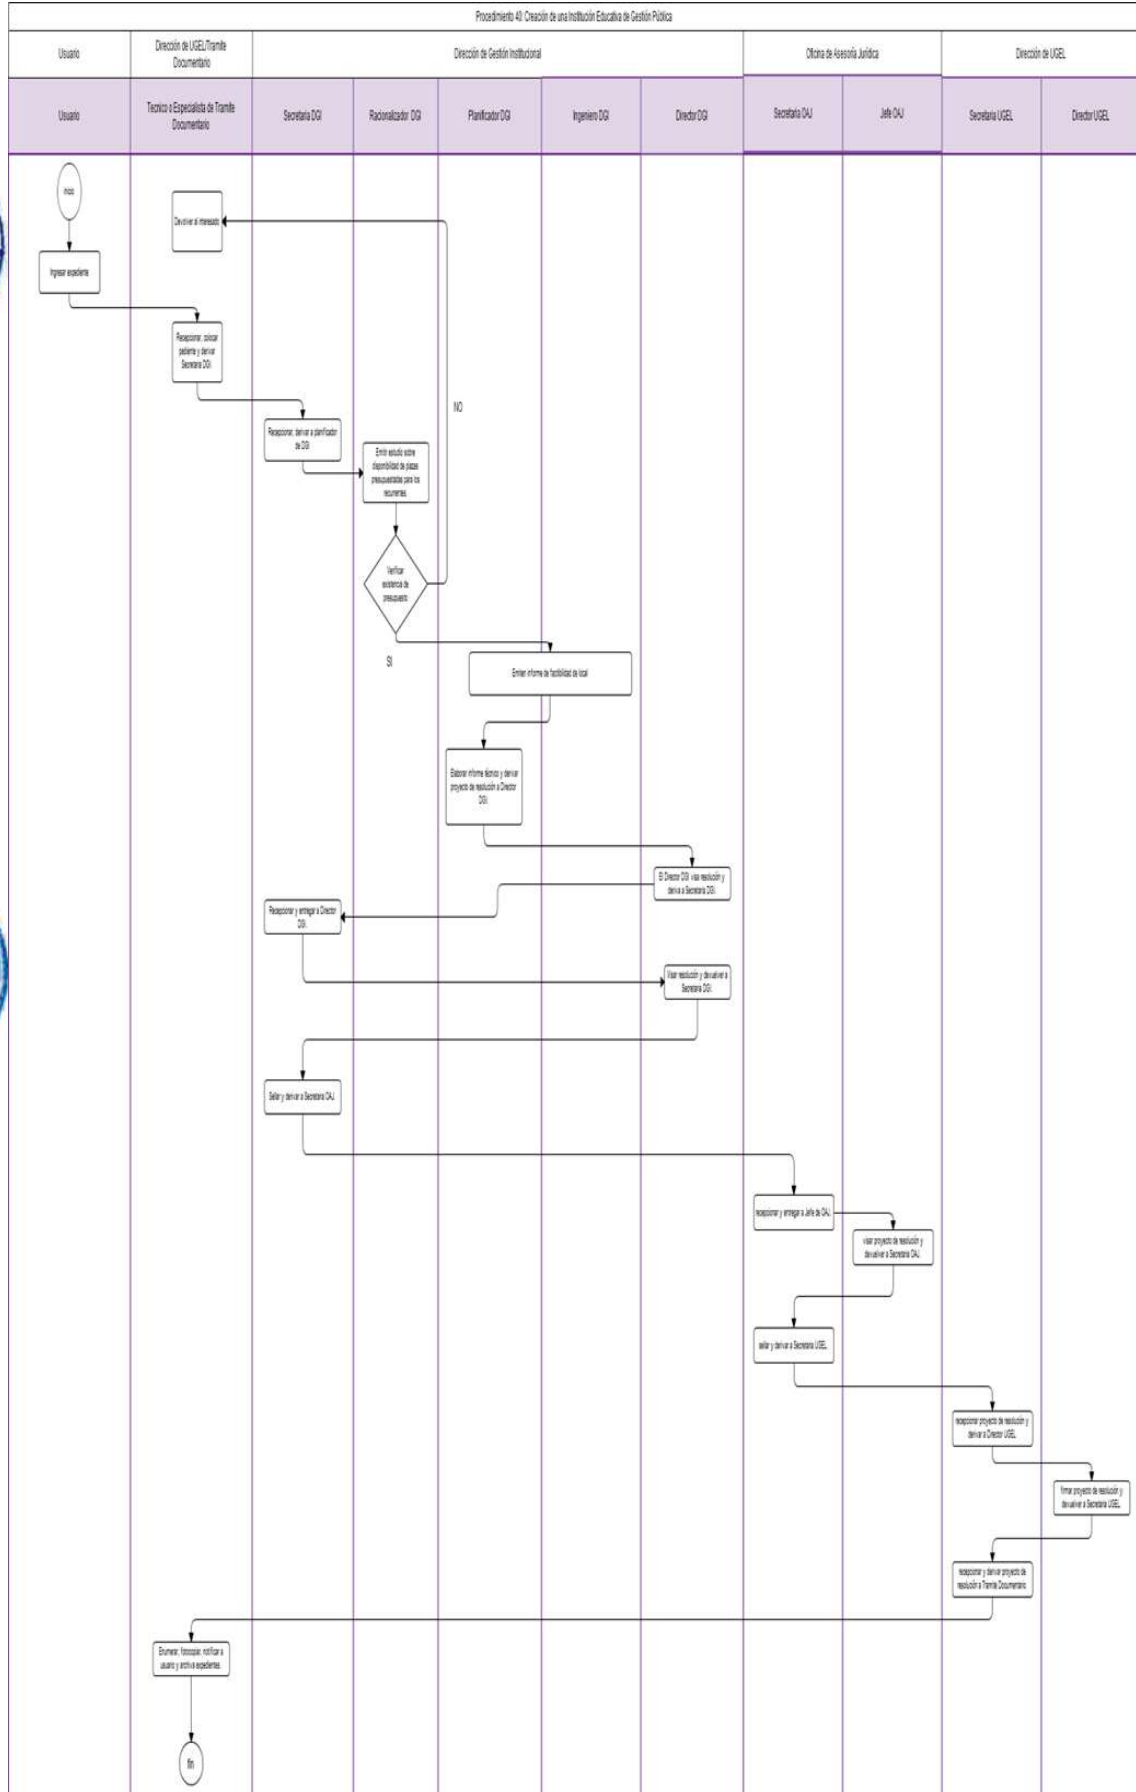 Procedimiento 40: Creación de una Institución Educativa de Gestión Pública
Usuario
Dirección de UGEL/Tramite
Documentario
Dirección de Gestión Institucional
Oficina de Asesoría Jurídica
Dirección de UGEL
Usuario
Tecnico o Especialista de Tramite
Documentario
Secretaria DGI
Racionalizador DGI
Planificador DGI
Ingeniero DGI
Director DGI
Secretaria OAJ
Jefe OAJ
Secretaria UGEL
Director UGEL
inicio
Devolver al interesado
Ingresar expediente
Recepcionar, colocar
pediente y derivar
Secretaria DGI.
NO
Recepcionar, derivar a planificador
de DGI
Emitir estudio sobre
disponibilidad de plazas
presupuestadas para los
recurrentes.
Verificar
existencia de
presupuesto
SI
Emiten informe de factibilidad de local
Elaborar informe técnico y derivar
proyecto de resolución a Director
DGI.
El Director DGI visa resolución y
deriva a Secretaria DGI.
Recepcionar y entregar a Director
DGI.
Visar resolución y devuelver a
Secretaria DGI.
Sellar y derivar a Secretaria OAJ.
recepcionar y entregar a Jefe de OAJ.
visar proyecto de resolución y
devuelver a Secretaria OAJ.
sellar y derivar a Secretaria UGEL.
recepcionar proyecto de resolución y
derivar a Director UGEL.
firmar proyecto de resolución y
devuelver a Secretaria UGEL.
recepcionar y derivar proyecto de
resolución a Tramite Documentario
Enumerar, fotocopiar, notificar a
usuario y archiva expedientes.
fin